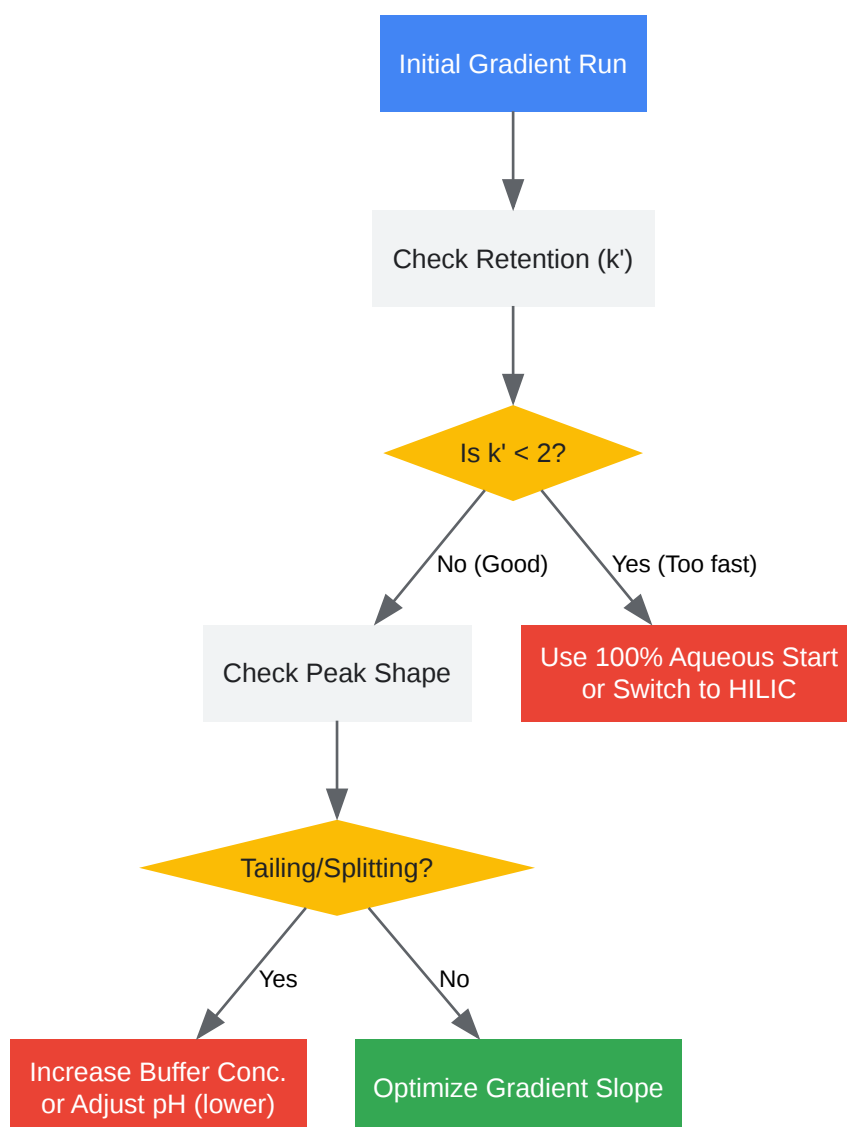 Initial Gradient Run
Check Retention (k')
Is k' < 2?
No (Good)
Yes (Too fast)
Check Peak Shape
Use 100% Aqueous Start
or Switch to HILIC
Tailing/Splitting?
Yes
No
Increase Buffer Conc.
or Adjust pH (lower)
Optimize Gradient Slope